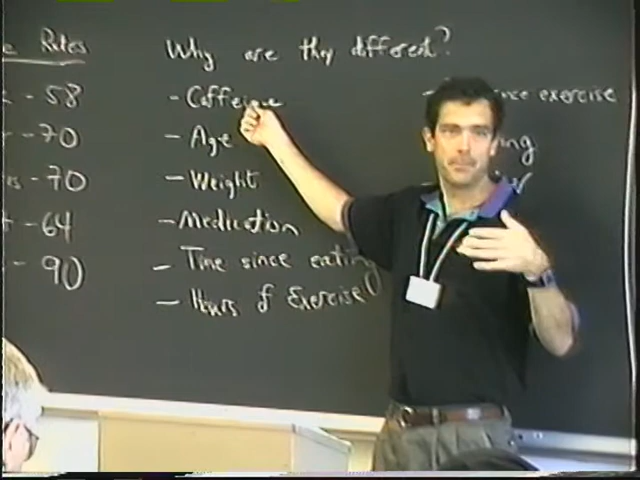 Rates
- 58
- 70
- 70
- 64
- 90
Why are they different?
- Caffeine
- Age
- Weight
- Medication
- Time since eating
- Hours of Exercise
exercise